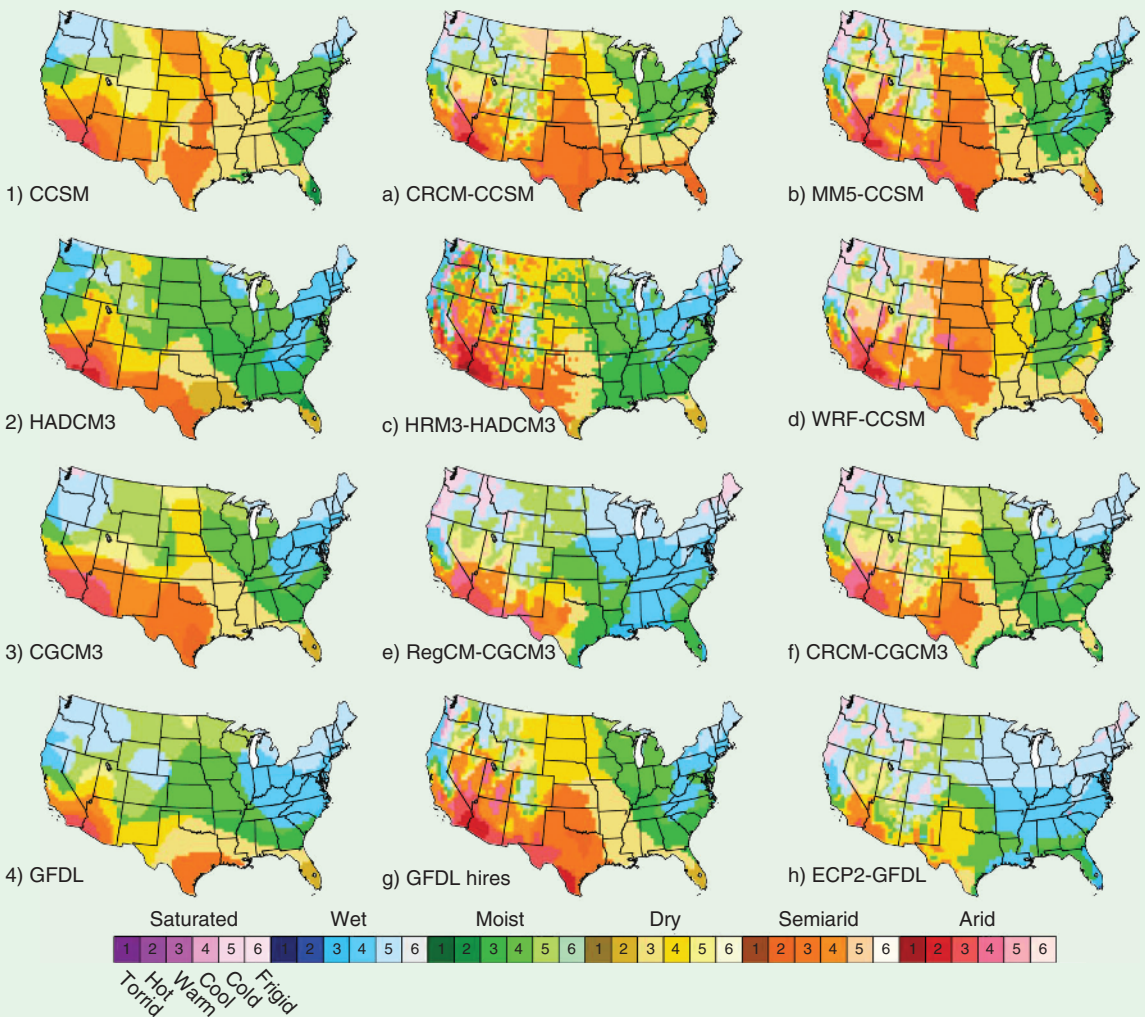 1) CCSM
a) CRCM-CCSM
b) MM5-CCSM
2) HADCM3
c) HRM3-HADCM3
d) WRF-CCSM
3) CGCM3
e) RegCM-CGCM3
f) CRCM-CGCM3
4) GFDL
g) GFDL hires
h) ECP2-GFDL
Saturated Wet Moist Dry Semiarid Arid
1 2 3 4 5 6 1 2 3 4 5 6 1 2 3 4 5 6 1 2 3 4 5 6 1 2 3 4 5 6 1 2 3 4 5 6
Torrid Hot Warm Cool Cold Frigid